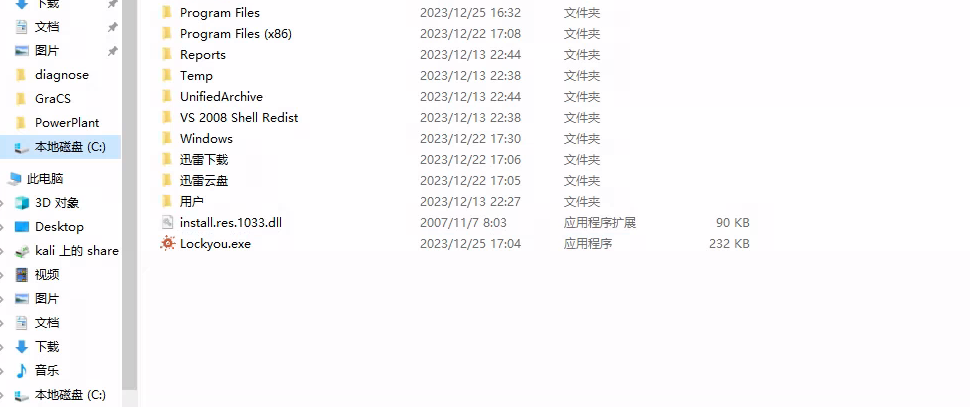 下载
文档
图片
diagnose
GraCS
PowerPlant
本地磁盘 (C:)
此电脑
3D 对象
Desktop
kali 上的 share
视频
图片
文档
下载
音乐
本地磁盘 (C:)
Program Files 2023/12/25 16:32 文件夹
Program Files (x86) 2023/12/22 17:08 文件夹
Reports 2023/12/13 22:44 文件夹
Temp 2023/12/13 22:38 文件夹
UnifiedArchive 2023/12/13 22:44 文件夹
VS 2008 Shell Redist 2023/12/13 22:38 文件夹
Windows 2023/12/22 17:30 文件夹
迅雷下载 2023/12/22 17:06 文件夹
迅雷云盘 2023/12/22 17:05 文件夹
用户 2023/12/13 22:27 文件夹
install.res.1033.dll 2007/11/7 8:03 应用程序扩展 90 KB
Lockyou.exe 2023/12/25 17:04 应用程序 232 KB